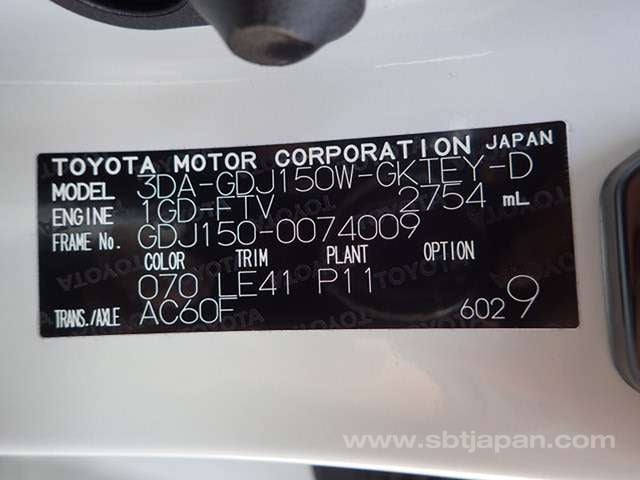 TOYOTA MOTOR CORPORATION JAPAN
MODEL 3DA-GDJ150W-GKTEY-D
ENGINE 1GD-FTV 2754 mL
FRAME No. GDJ150-0074009
COLOR TRIM PLANT OPTION
070 LE41 P11
TRANS./AXLE AC60F 6029
www.sbtjapan.com